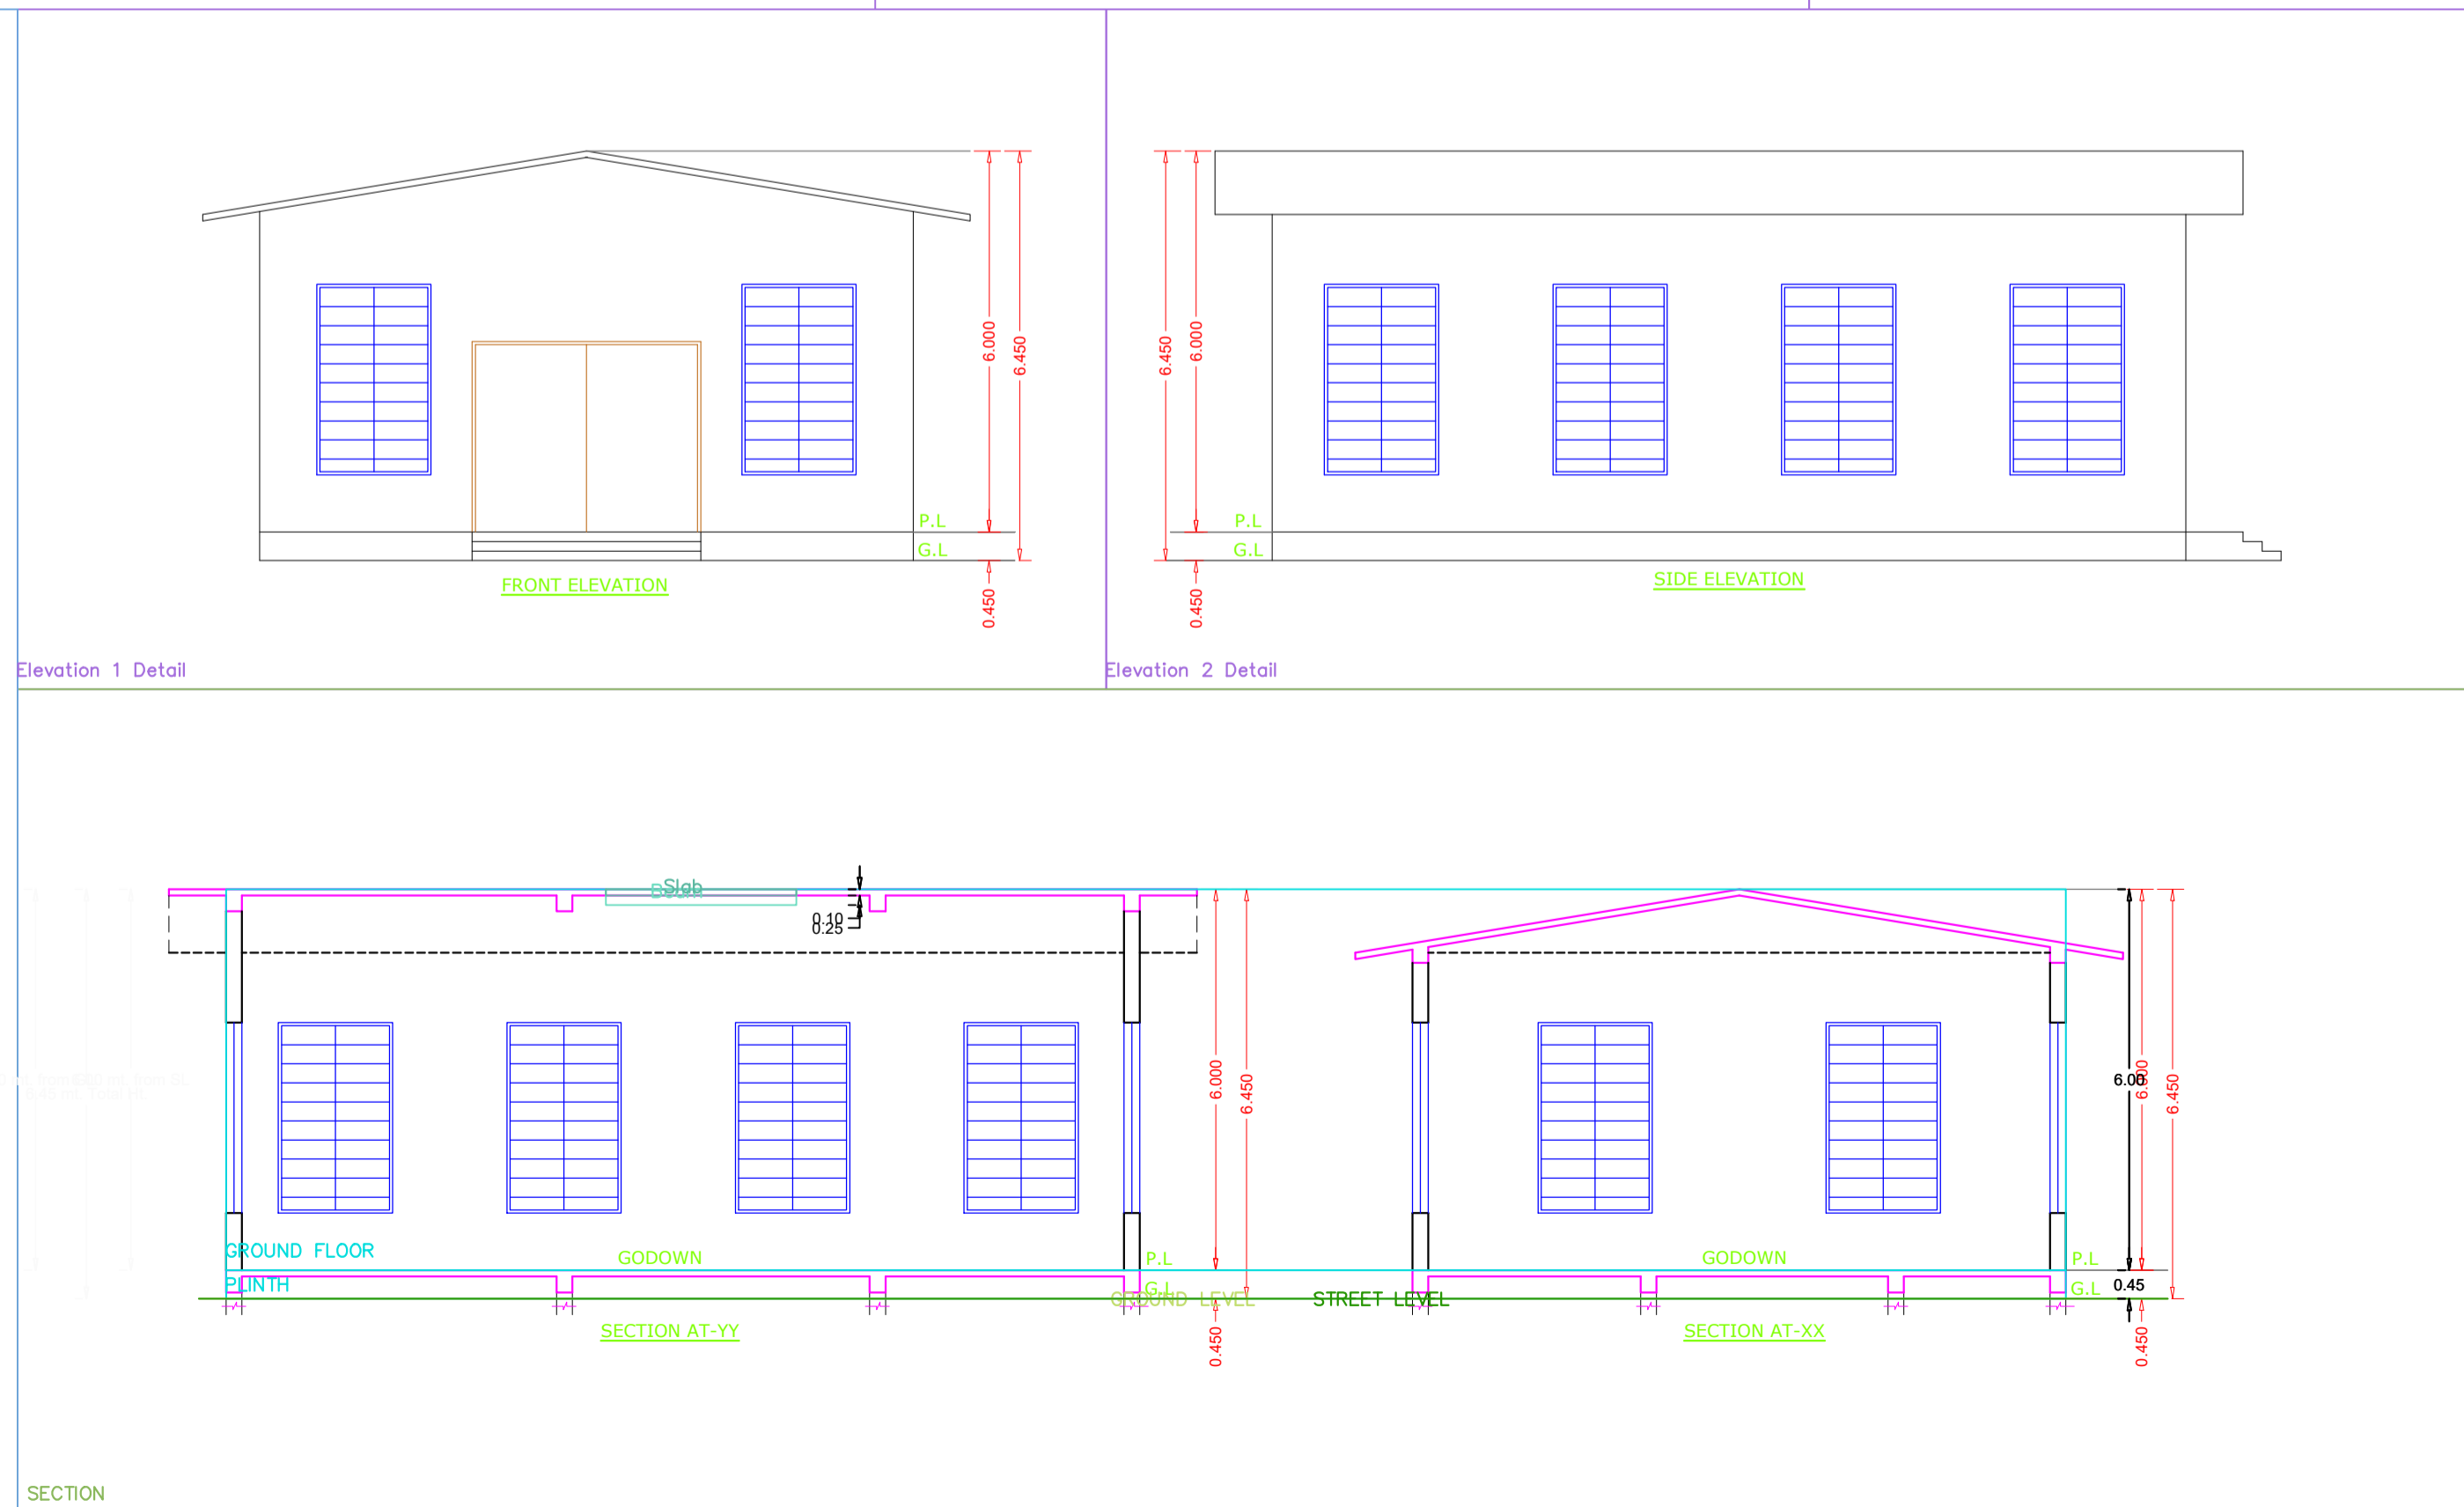 6.000
6.450
6.450
6.000
P.L
G.L
P.L
G.L
FRONT ELEVATION
SIDE ELEVATION
0.450
0.450
Elevation 1 Detail
Elevation 2 Detail
Slab
0.10
0.25
6.000
6.450
6.00
6.000
6.450
GROUND FLOOR
GODOWN
P.L
GODOWN
P.L
PLINTH
G.L
G.L
0.45
GROUND LEVEL
STREET LEVEL
SECTION AT-YY
SECTION AT-XX
0.450
0.450
SECTION